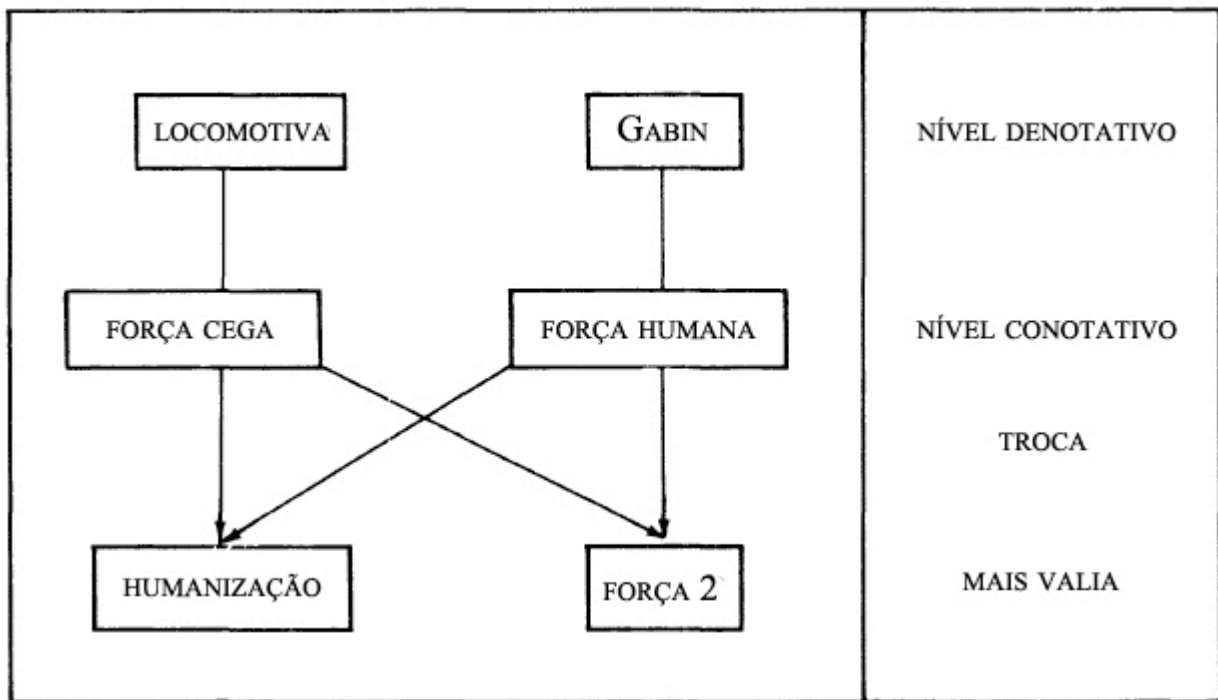 LOCOMOTIVA
GABIN
NÍVEL DENOTATIVO
FORÇA CEGA
FORÇA HUMANA
NÍVEL CONOTATIVO
TROCA
HUMANIZAÇÃO
FORÇA 2
MAIS VALIA